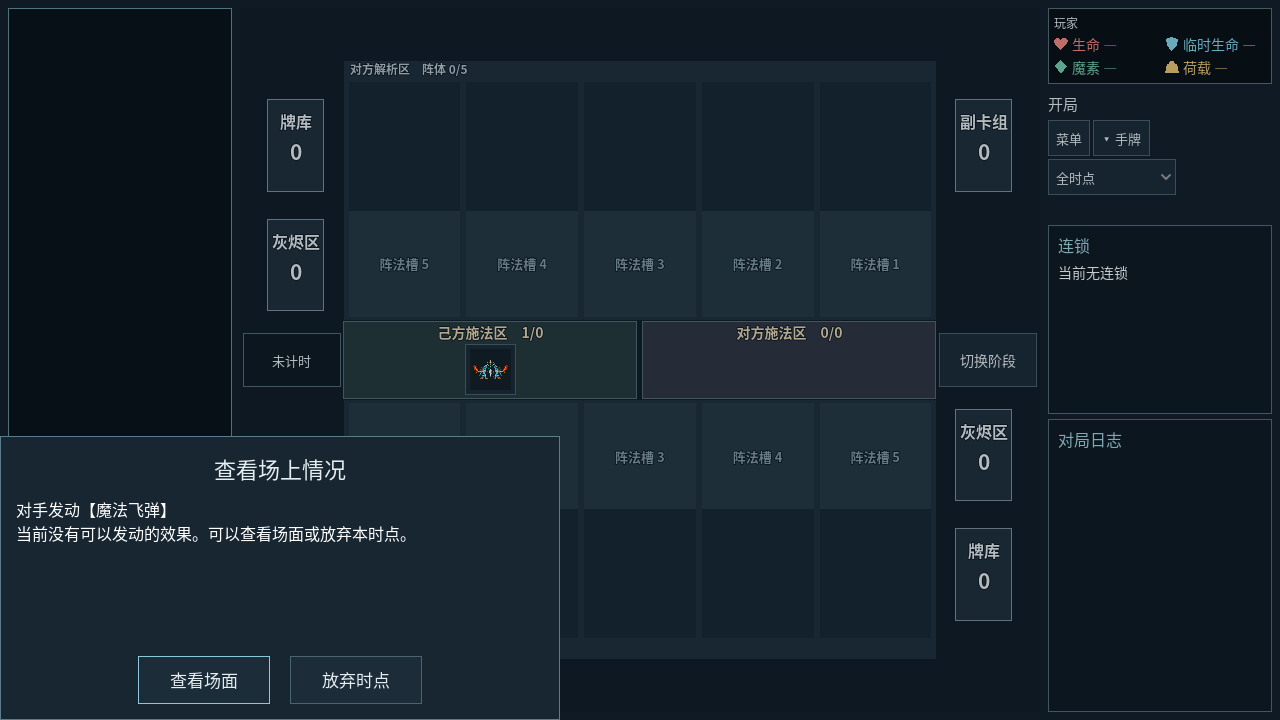 玩家
生命 —
临时生命 —
魔素 —
荷载 —
开局
菜单
▾ 手牌
全时点
连锁
当前无连锁
对局日志
对方解析区 阵体 0/5
牌库
0
副卡组
0
灰烬区
0
阵法槽 5
阵法槽 4
阵法槽 3
阵法槽 2
阵法槽 1
未计时
己方施法区 1/0
对方施法区 0/0
切换阶段
阵法槽 3
阵法槽 4
阵法槽 5
灰烬区
0
牌库
0
查看场上情况
对手发动【魔法飞弹】
当前没有可以发动的效果。可以查看场面或放弃本时点。
查看场面
放弃时点